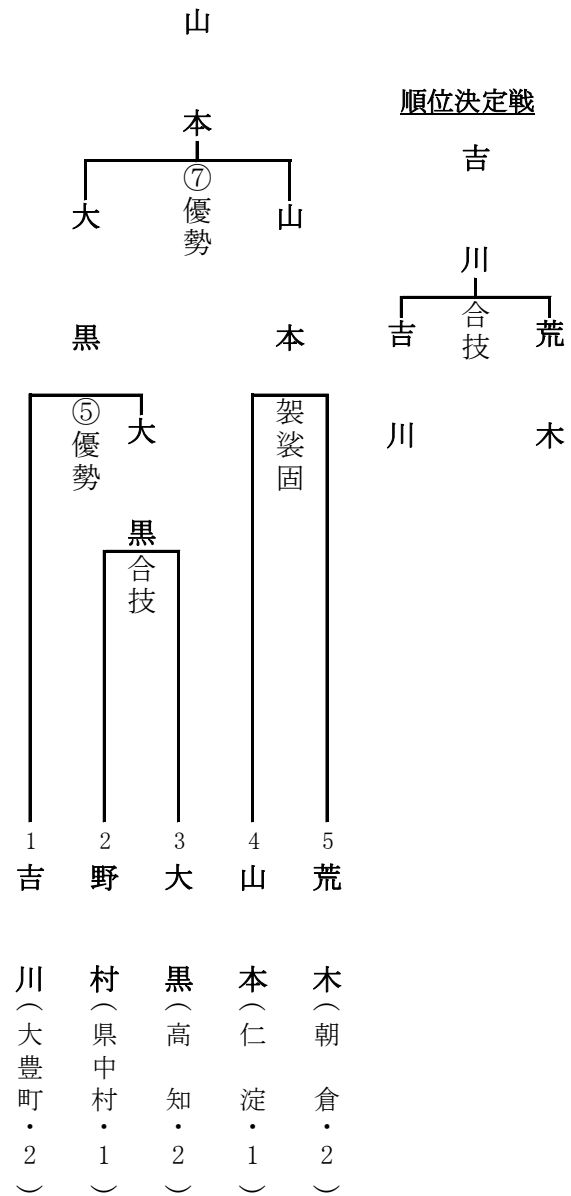 山本
⑦優勢
大黒
山本
⑤優勢
大黒
合技
袈裟固
順位決定戦
吉川
合技
吉川
荒木
1 吉川（大豊町・2）
2 野村（県中村・1）
3 大黒（高知・2）
4 山本（仁淀・1）
5 荒木（朝倉・2）